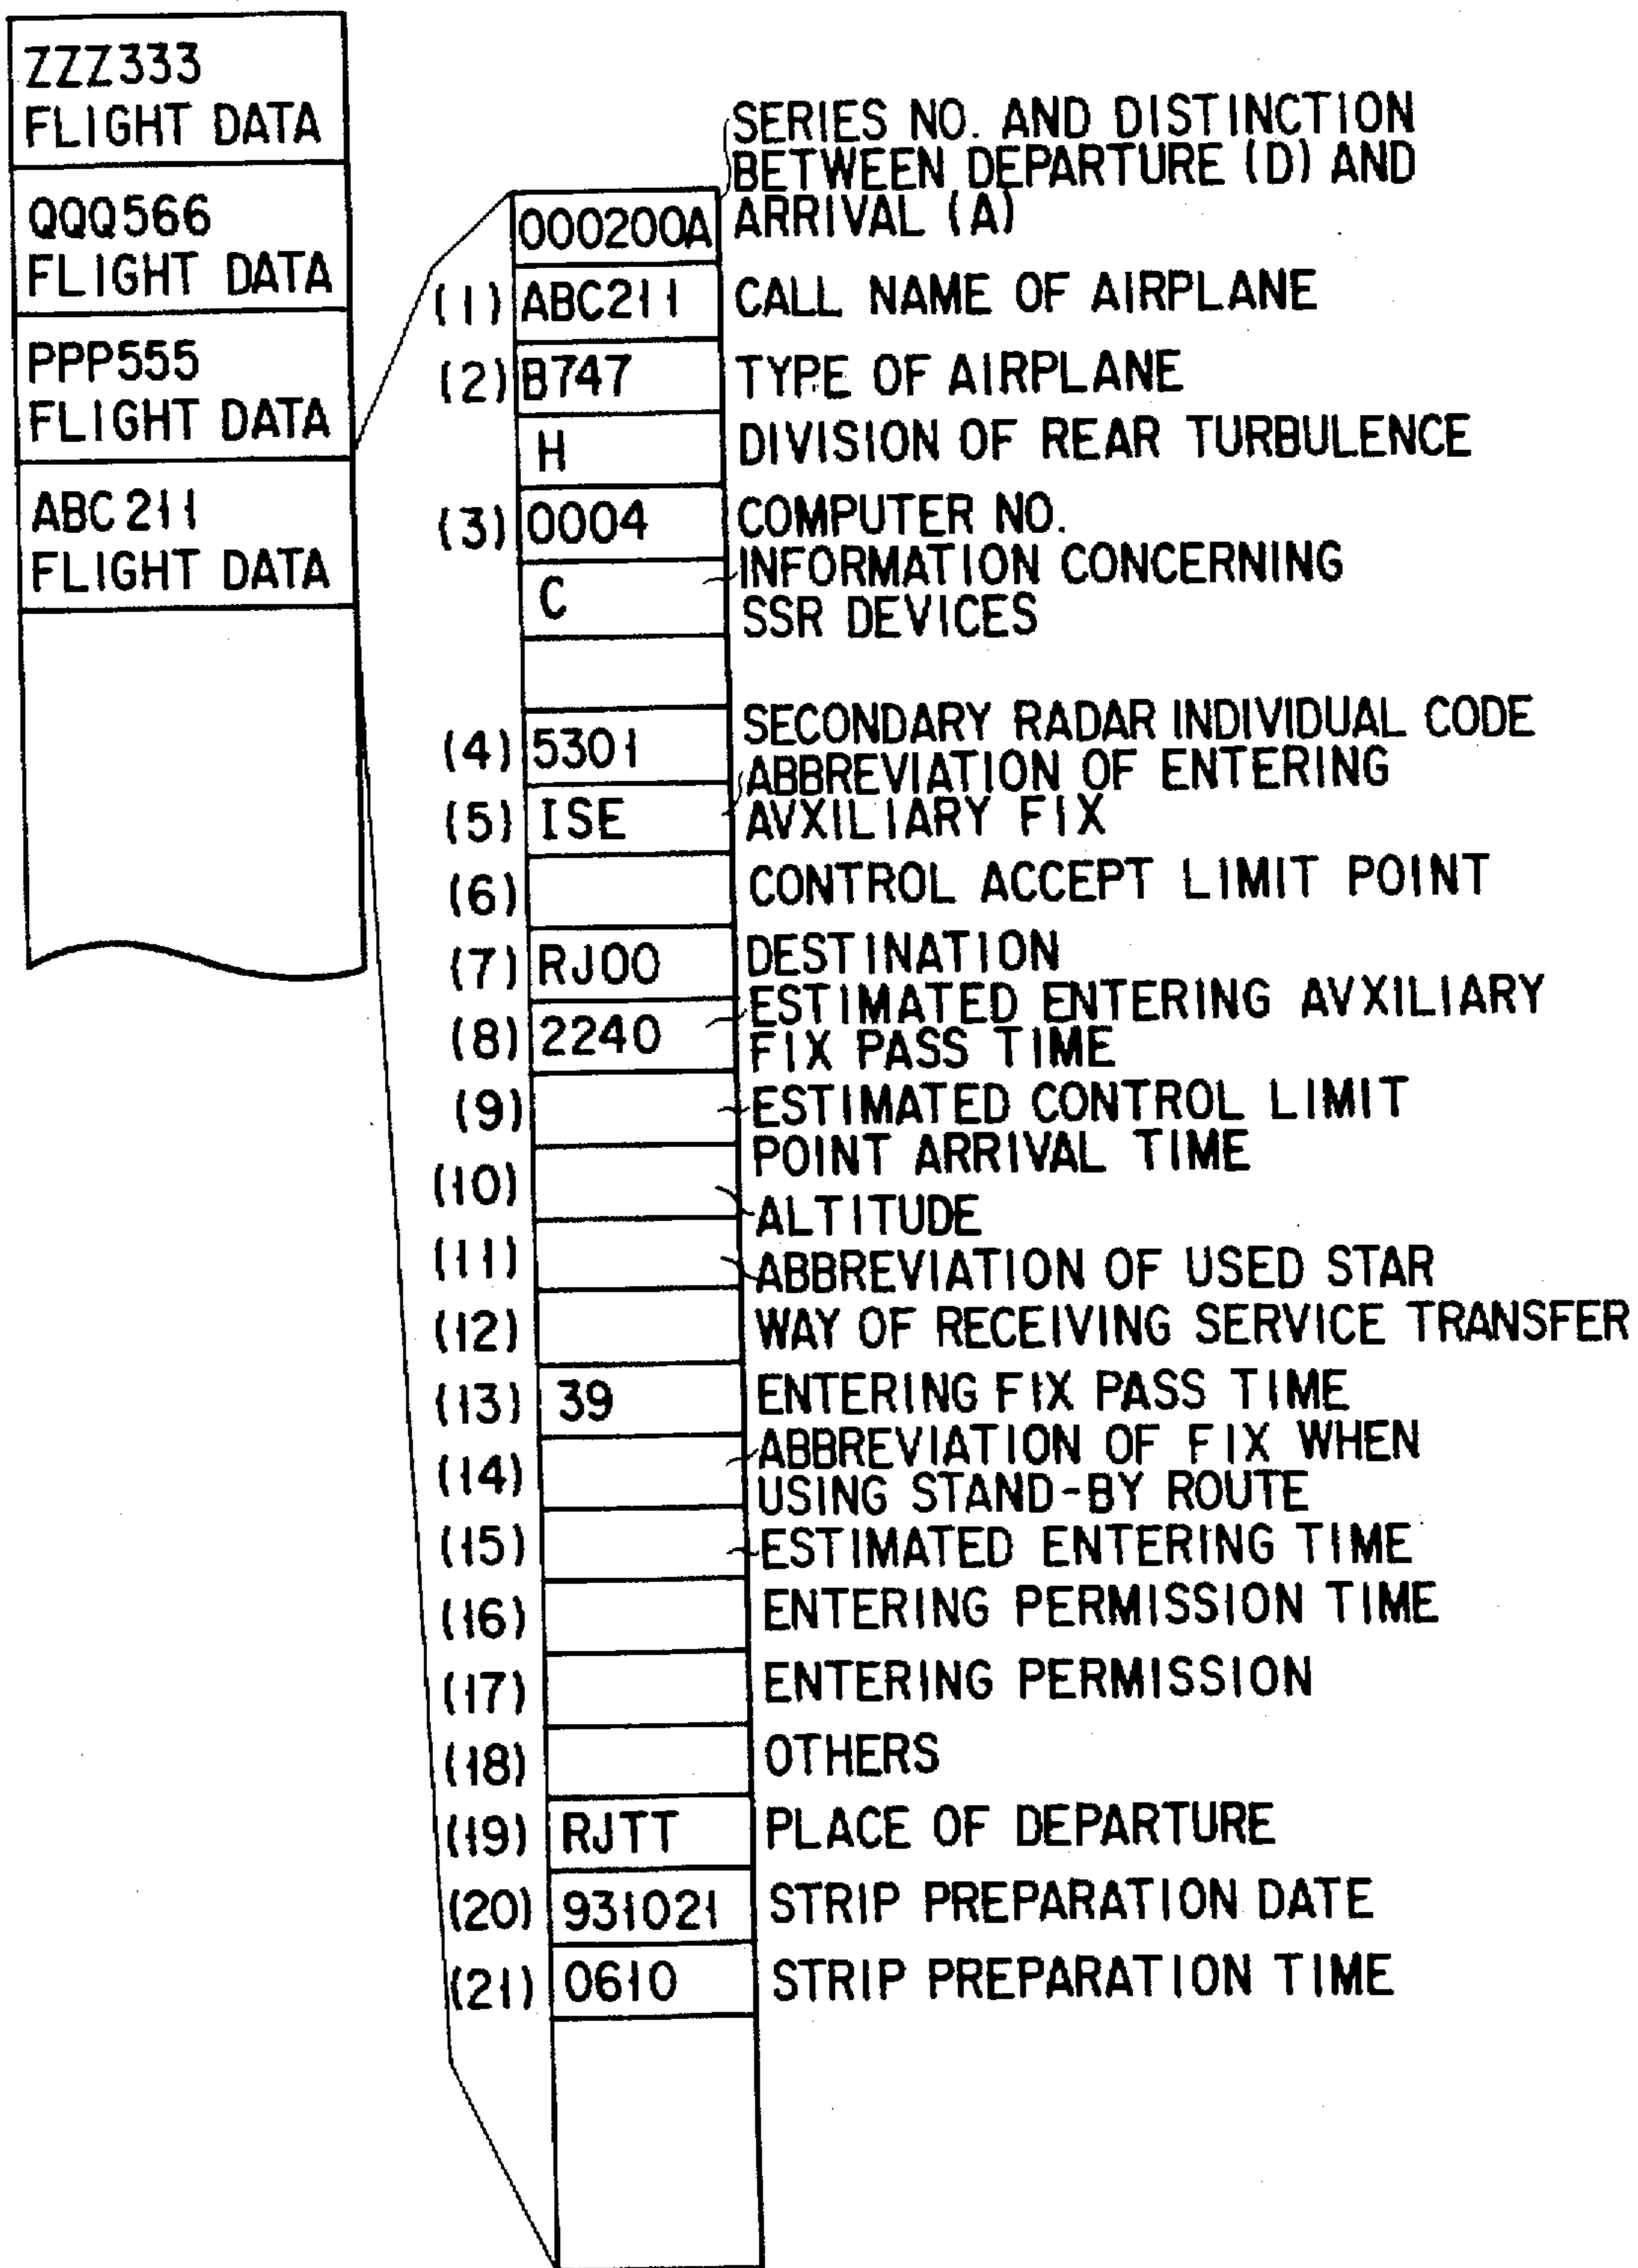 ZZZ333
FLIGHT DATA
QQQ566
FLIGHT DATA
PPP555
FLIGHT DATA
ABC211
FLIGHT DATA
000200A
SERIES NO. AND DISTINCTION
BETWEEN DEPARTURE (D) AND
ARRIVAL (A)
(1) ABC211 CALL NAME OF AIRPLANE
(2) B747 TYPE OF AIRPLANE
H DIVISION OF REAR TURBULENCE
(3) 0004 COMPUTER NO.
C INFORMATION CONCERNING
SSR DEVICES
(4) 5301 SECONDARY RADAR INDIVIDUAL CODE
(5) ISE ABBREVIATION OF ENTERING
AVXILIARY FIX
(6) CONTROL ACCEPT LIMIT POINT
(7) RJOO DESTINATION
(8) 2240 ESTIMATED ENTERING AVXILIARY
FIX PASS TIME
(9) ESTIMATED CONTROL LIMIT
POINT ARRIVAL TIME
(10) ALTITUDE
(11) ABBREVIATION OF USED STAR
(12) WAY OF RECEIVING SERVICE TRANSFER
(13) 39 ENTERING FIX PASS TIME
(14) ABBREVIATION OF FIX WHEN
USING STAND-BY ROUTE
(15) ESTIMATED ENTERING TIME
(16) ENTERING PERMISSION TIME
(17) ENTERING PERMISSION
(18) OTHERS
(19) RJTT PLACE OF DEPARTURE
(20) 931021 STRIP PREPARATION DATE
(21) 0610 STRIP PREPARATION TIME